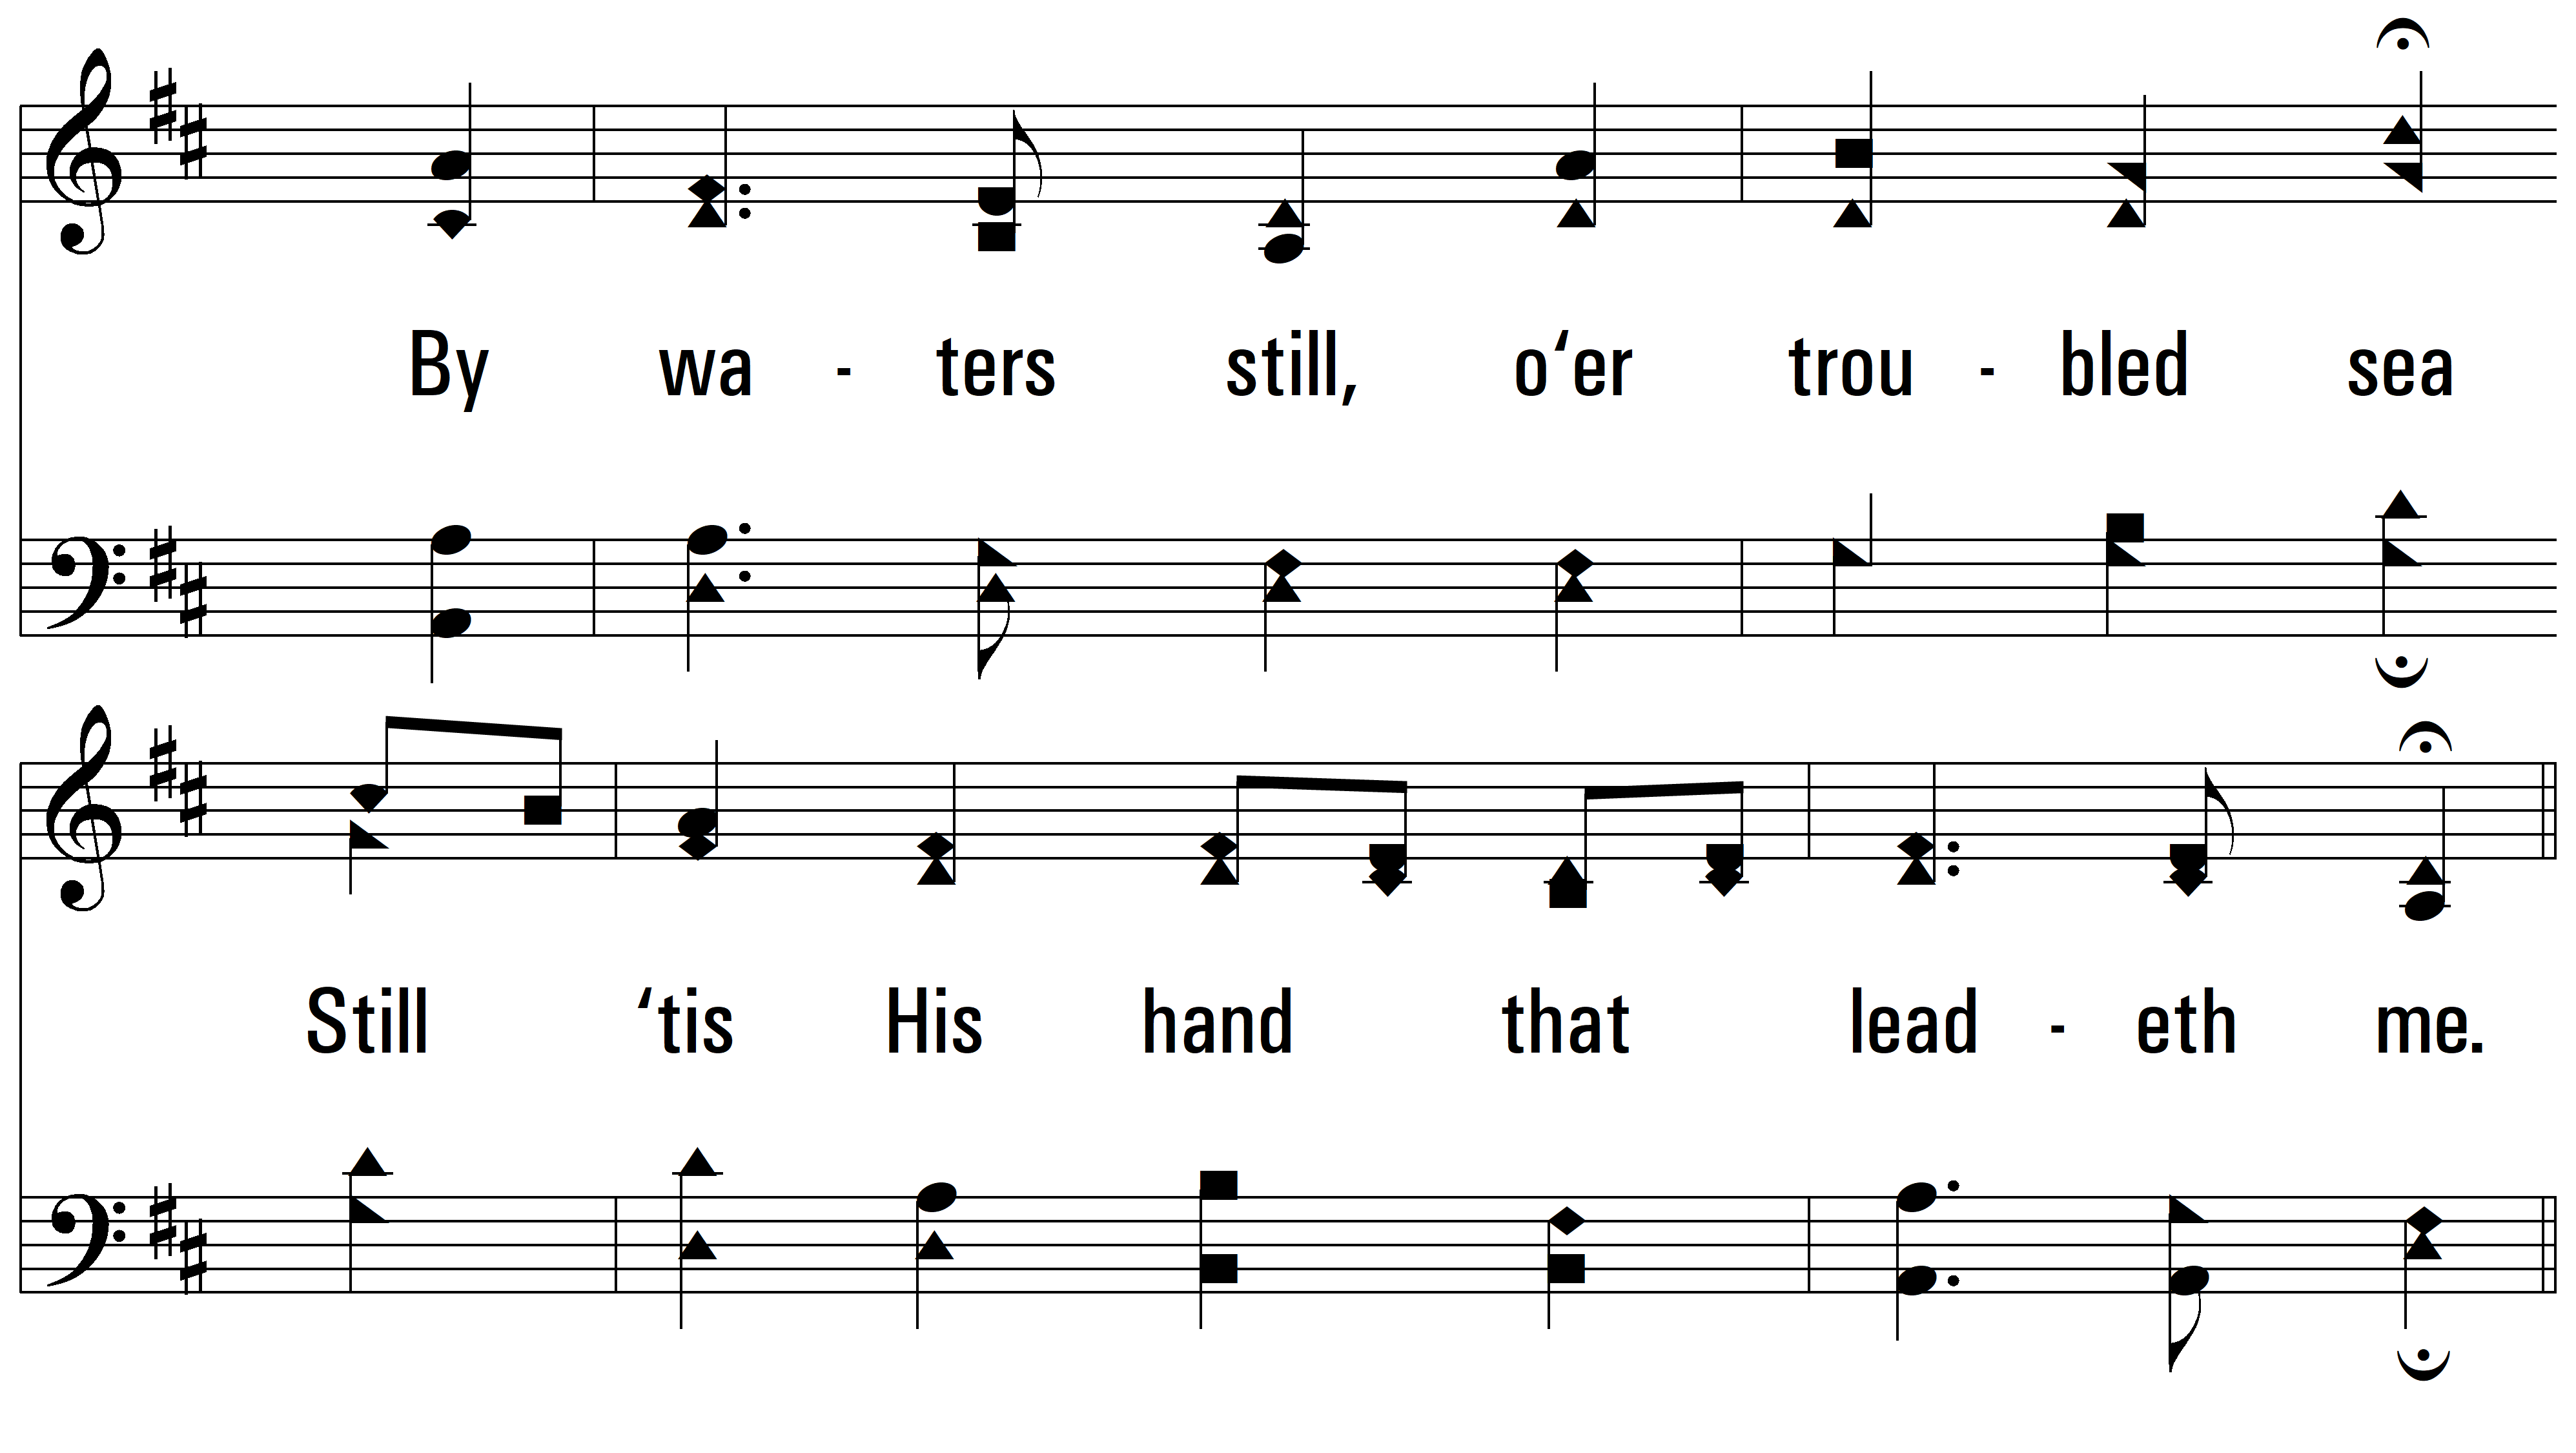 By wa - ters still, o‘er trou - bled sea
Still ‘tis His hand that lead - eth me.